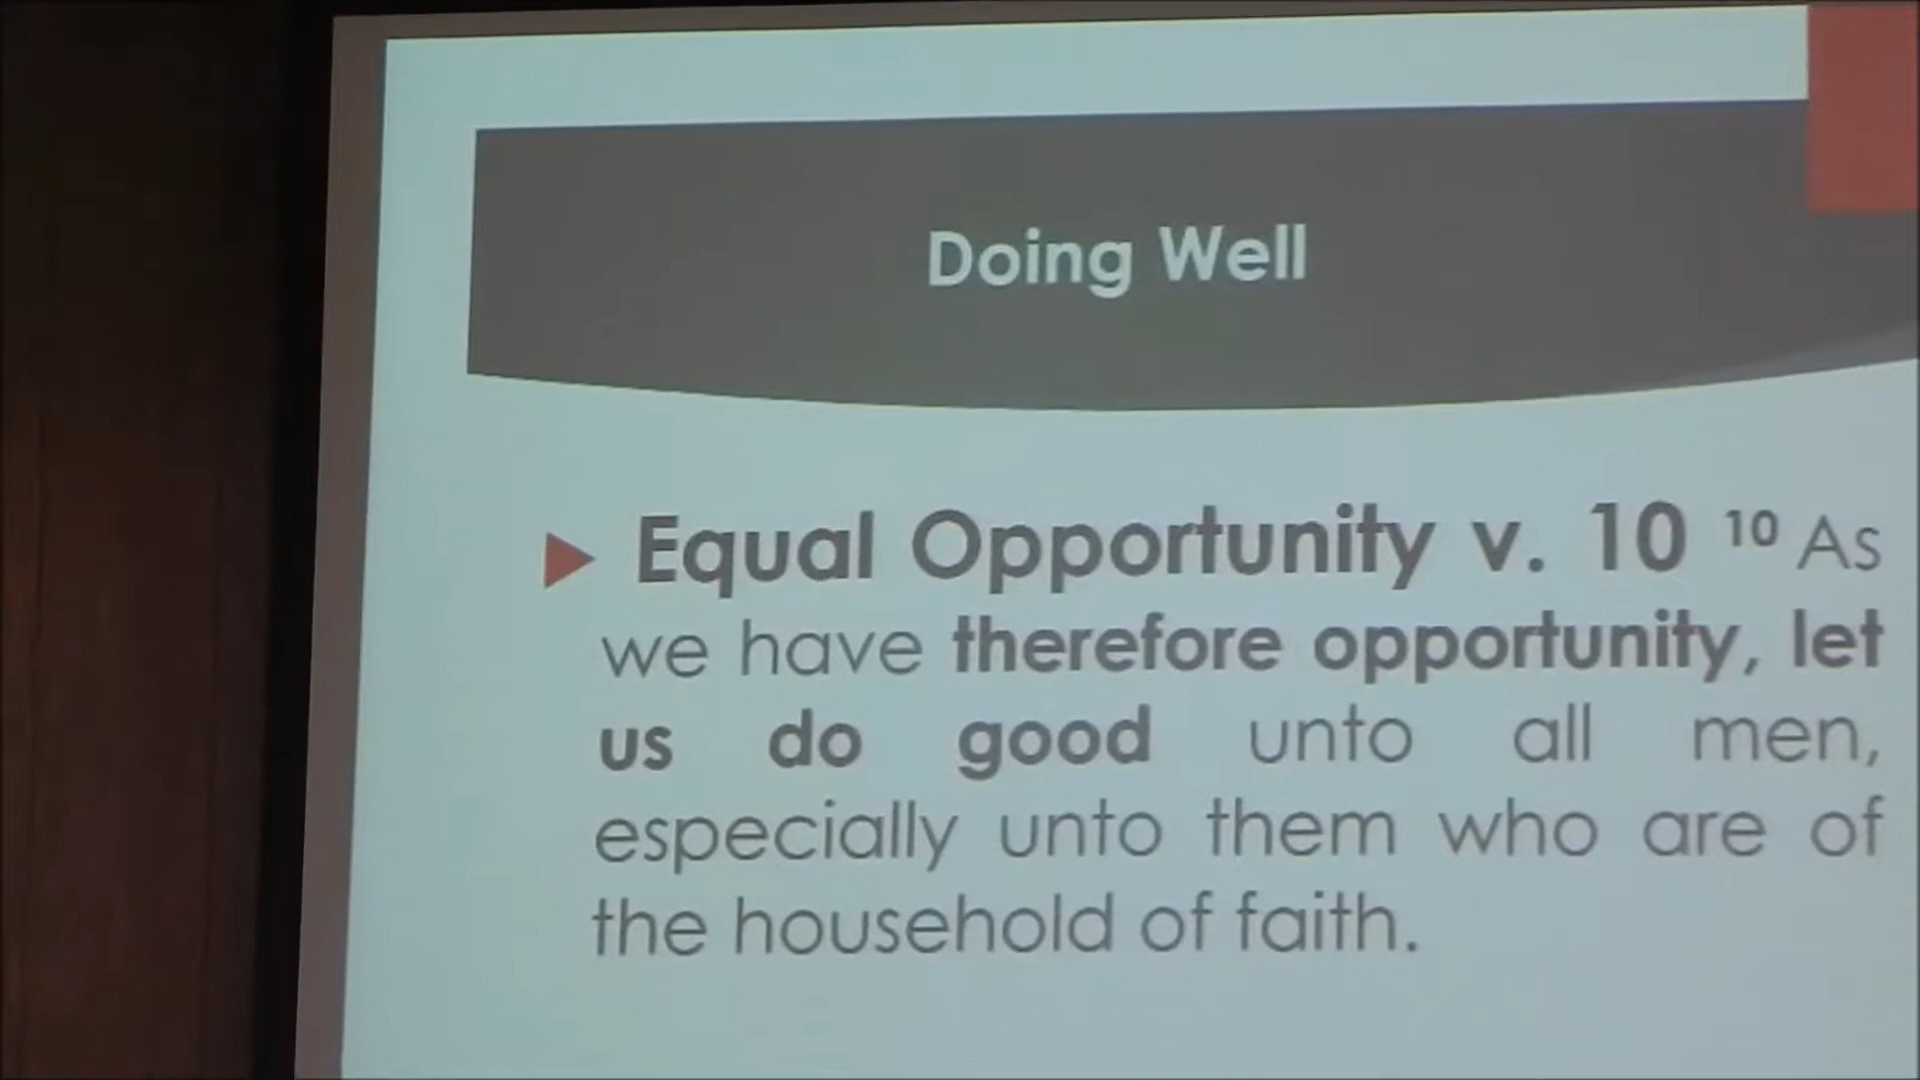 Doing Well
Equal Opportunity v. 10 ¹⁰ As
we have therefore opportunity, let
us do good unto all men,
especially unto them who are of
the household of faith.